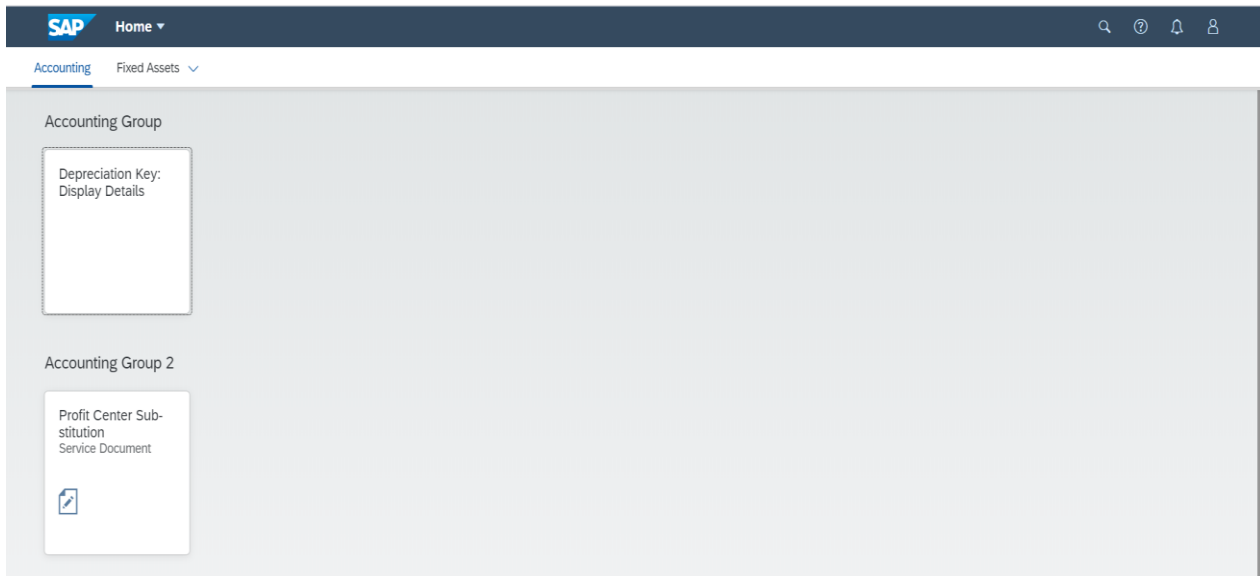 SAP Home
Accounting Fixed Assets
Accounting Group
Depreciation Key:
Display Details
Accounting Group 2
Profit Center Sub-
stitution
Service Document